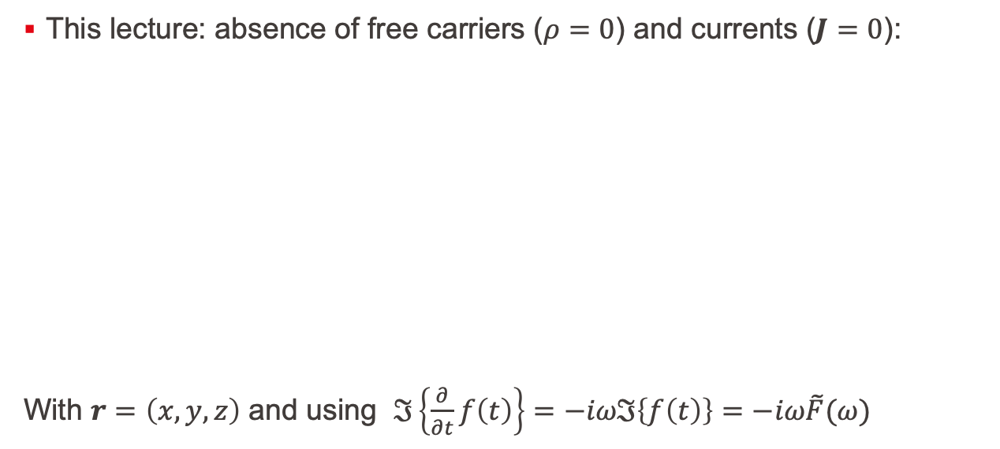 ▪ This lecture: absence of free carriers (ρ = 0) and currents (𝑱 = 0):
With 𝒓 = (x, y, z) and using ℑ{∂/∂t f(t)} = −iωℑ{f(t)} = −iωF̃(ω)